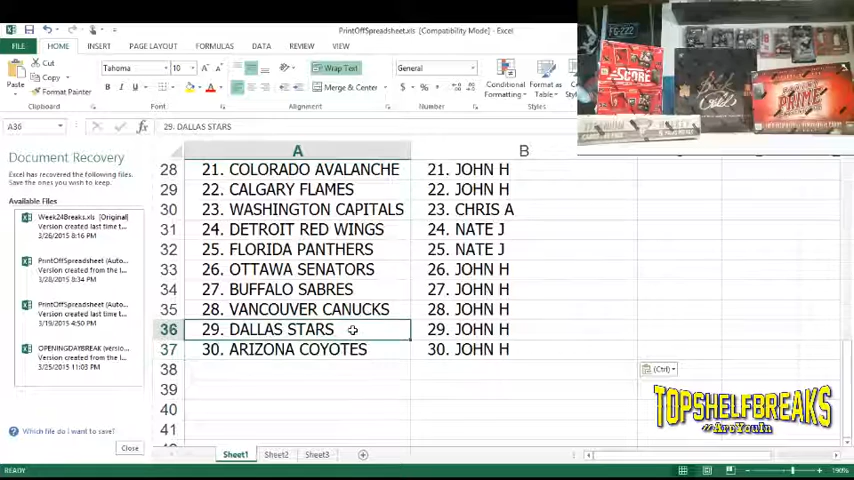 PrintOffSpreadsheet.xls [Compatibility Mode] - Excel
FILE HOME INSERT PAGE LAYOUT FORMULAS DATA REVIEW VIEW
Paste
Cut
Copy
Format Painter
Clipboard
Tahoma 10
B I U
Font
Wrap Text
Merge & Center
Alignment
General
$ % ,
Number
Conditional Formatting
Format as Table
A36 fx 29. DALLAS STARS
Document Recovery
Excel has recovered the following files. Save the ones you wish to keep.
Available Files
Week24Breaks.xls [Original]
Version created last time t...
3/26/2015 8:16 PM
PrintOffSpreadsheet (Auto...
Version created from the l...
3/28/2015 8:34 PM
PrintOffSpreadsheet (Auto...
Version created last time t...
3/19/2015 4:50 PM
OPENINGDAYBREAK (versio...
Version created from the l...
3/25/2015 11:03 PM
Which file do I want to save?
Close
A B
28 21. COLORADO AVALANCHE 21. JOHN H
29 22. CALGARY FLAMES 22. JOHN H
30 23. WASHINGTON CAPITALS 23. CHRIS A
31 24. DETROIT RED WINGS 24. NATE J
32 25. FLORIDA PANTHERS 25. NATE J
33 26. OTTAWA SENATORS 26. JOHN H
34 27. BUFFALO SABRES 27. JOHN H
35 28. VANCOUVER CANUCKS 28. JOHN H
36 29. DALLAS STARS 29. JOHN H
37 30. ARIZONA COYOTES 30. JOHN H
38
39
40
41
(Ctrl)
Sheet1 Sheet2 Sheet3
READY
190%
SCORE
PRIME
TOPSHELFBREAKS
#AreYouIn